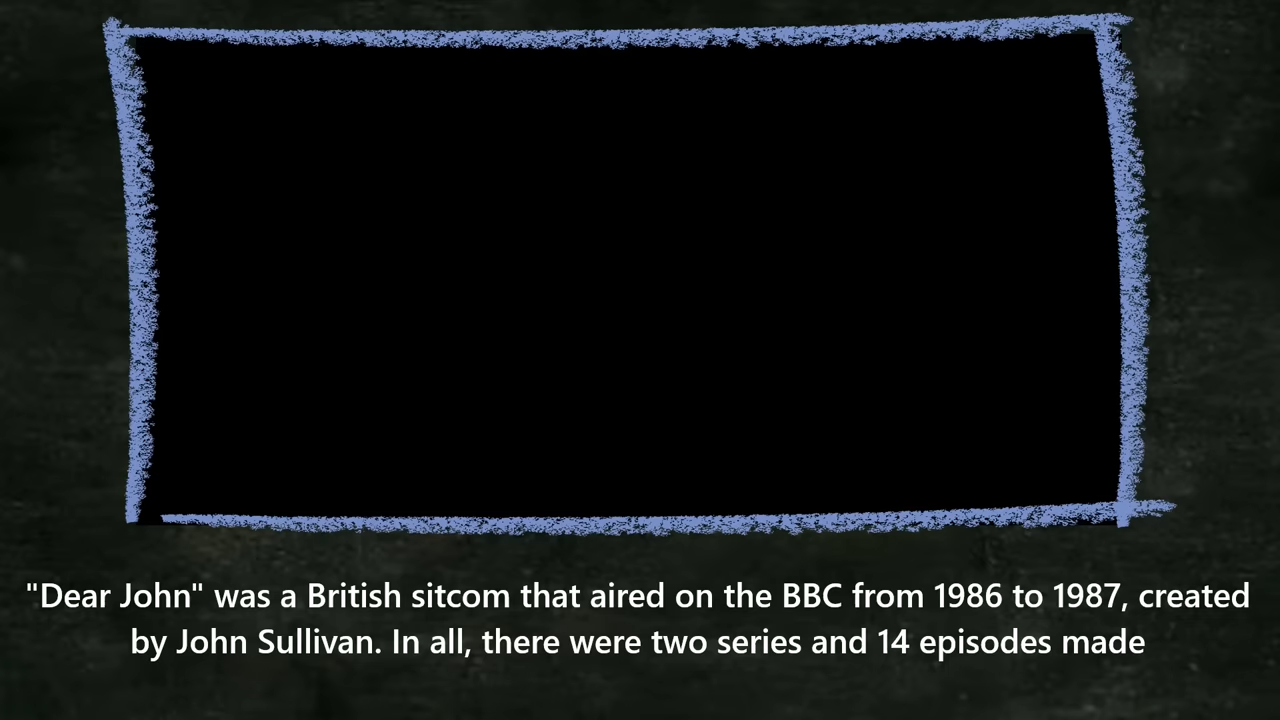 "Dear John" was a British sitcom that aired on the BBC from 1986 to 1987, created
by John Sullivan. In all, there were two series and 14 episodes made